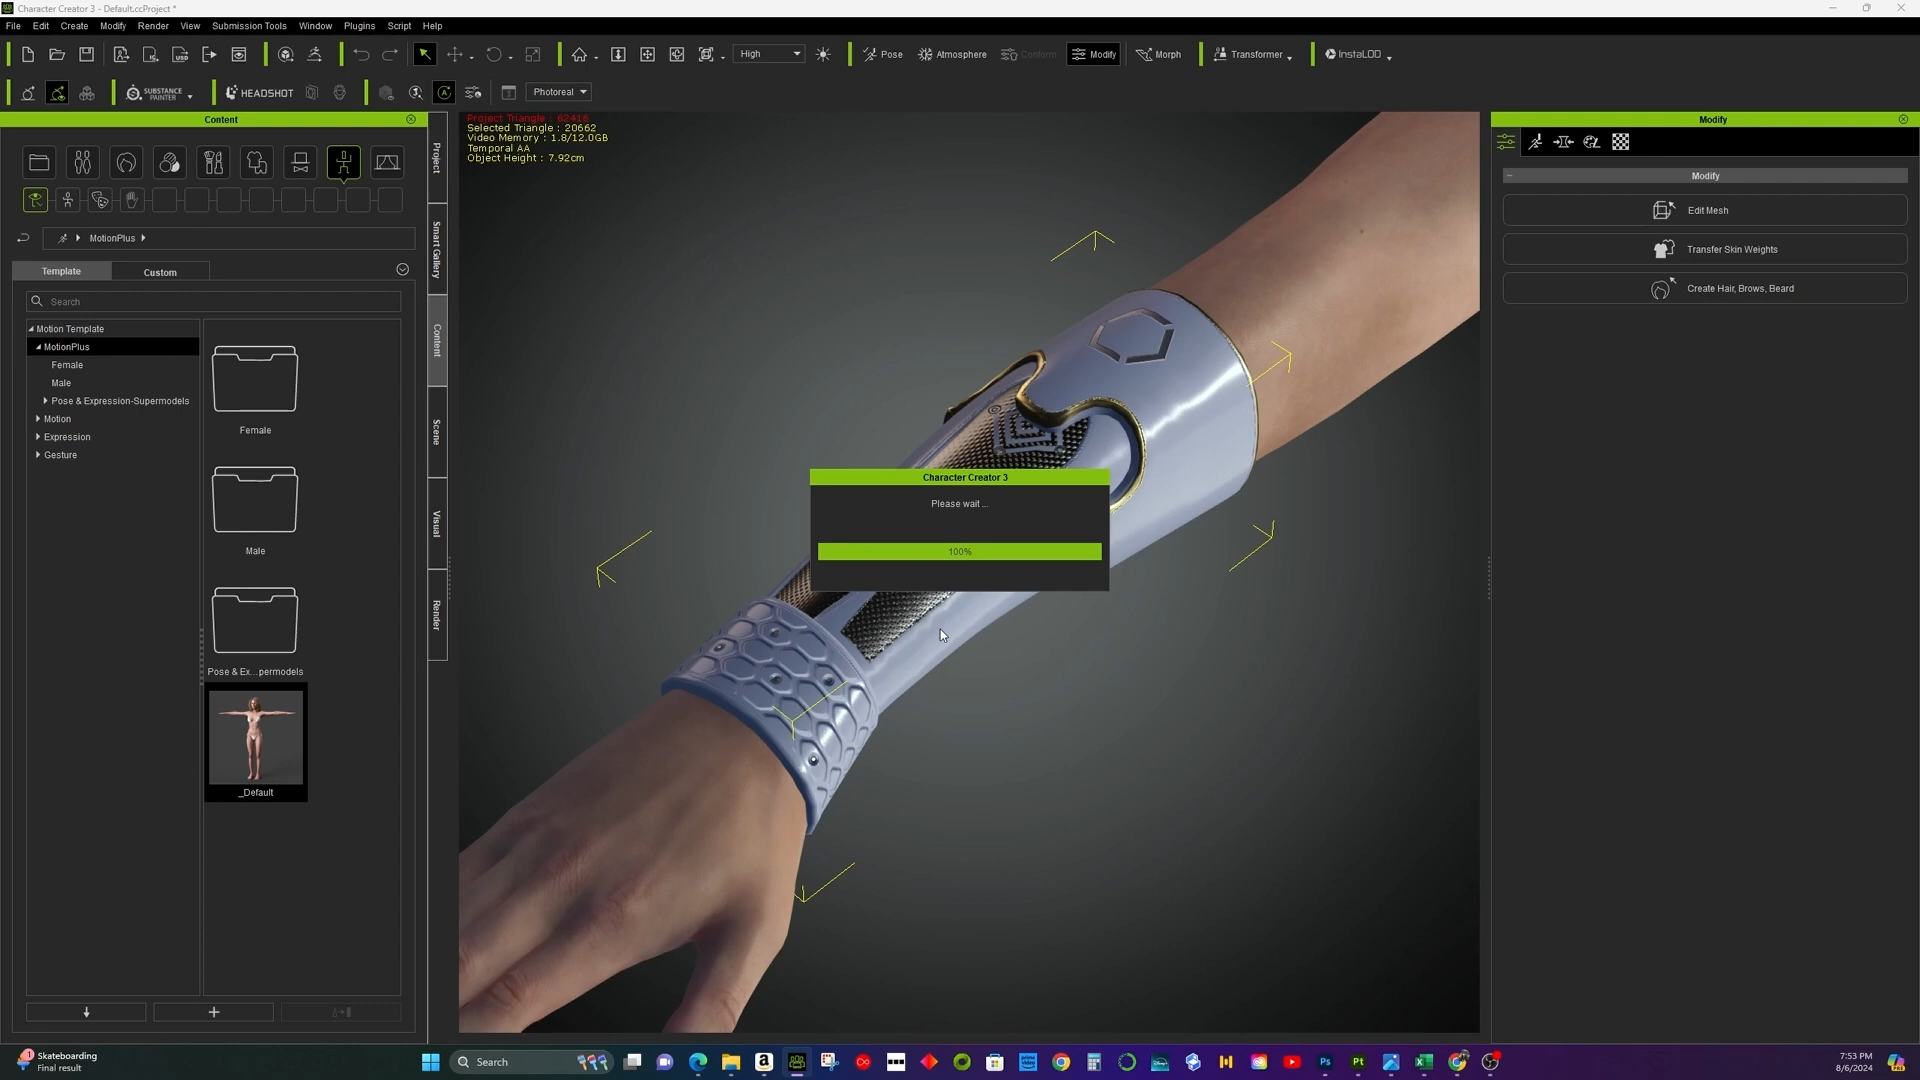 Character Creator 3 - Default.ccProject *
File Edit Create Modify Render View Submission Tools Window Plugins Script Help
High Pose Atmosphere Conform Modify Morph Transformer InstaLOD
SUBSTANCE PAINTER HEADSHOT Photoreal
Content
MotionPlus
Template Custom
Search
Motion Template
MotionPlus
Female
Male
Pose & Expression-Supermodels
Motion
Expression
Gesture
Female
Male
Pose & Ex...permodels
_Default
Project
Smart Gallery
Content
Scene
Visual
Render
Project Triangle : 62416
Selected Triangle : 20662
Video Memory : 1.8/12.0GB
Temporal AA
Object Height : 7.92cm
Character Creator 3
Please wait ...
100%
Modify
Modify
Edit Mesh
Transfer Skin Weights
Create Hair, Brows, Beard
1
Skateboarding
Final result
Search
Ps
Pt
7:53 PM
8/6/2024